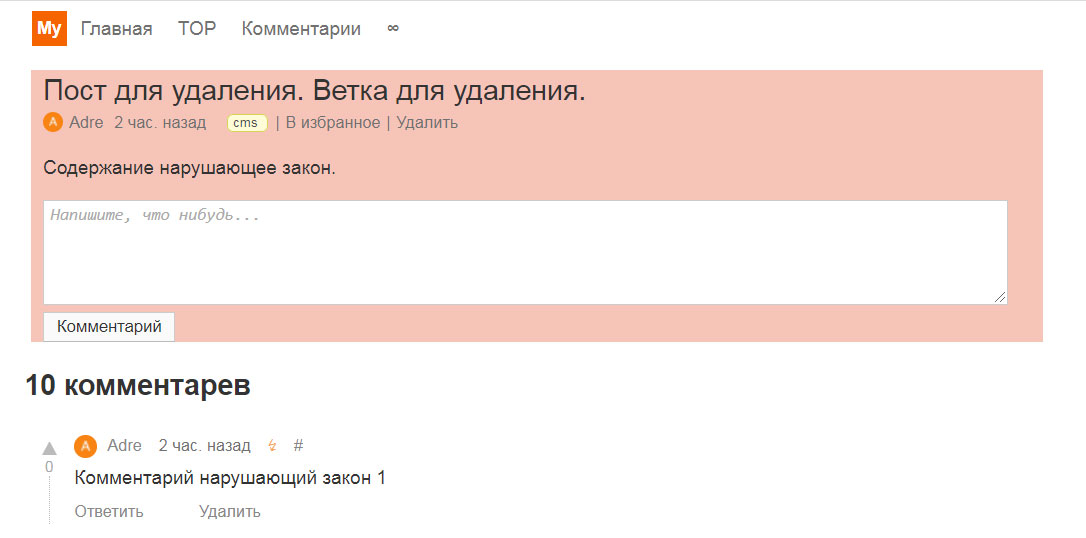 My Главная TOP Комментарии ∞
Пост для удаления. Ветка для удаления.
A Adre 2 час. назад cms | В избранное | Удалить
Содержание нарушающее закон.
Напишите, что нибудь...
Комментарий
10 комментарев
A Adre 2 час. назад ↯ #
0
Комментарий нарушающий закон 1
Ответить Удалить